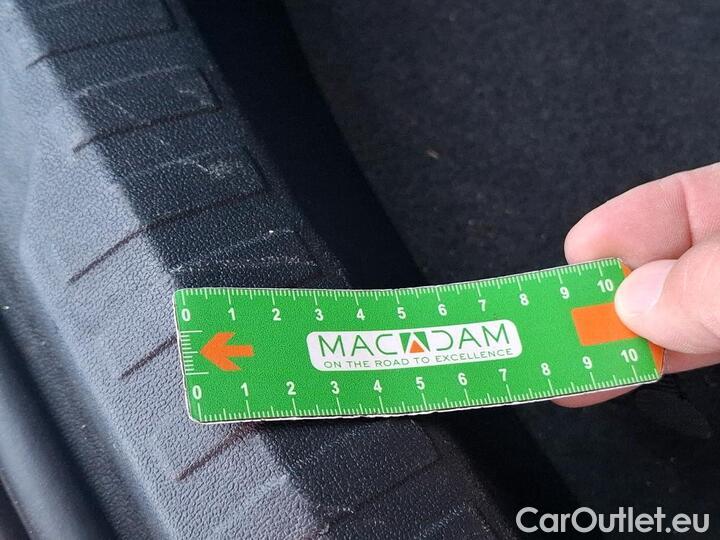 0 1 2 3 4 5 6 7 8 9 10
MACADAM
ON THE ROAD TO EXCELLENCE
0 1 2 3 4 5 6 7 8 9 10
CarOutlet.eu